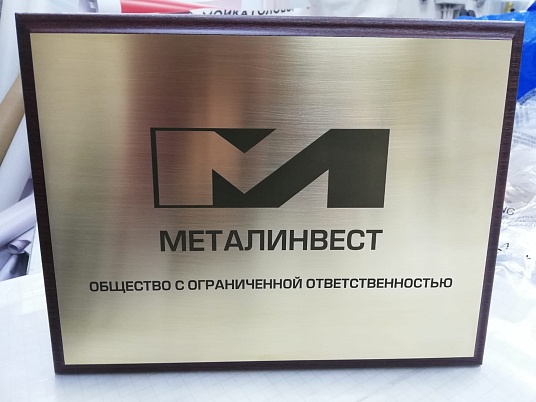 МЕТАЛИНВЕСТ
ОБЩЕСТВО С ОГРАНИЧЕННОЙ ОТВЕТСТВЕННОСТЬЮ